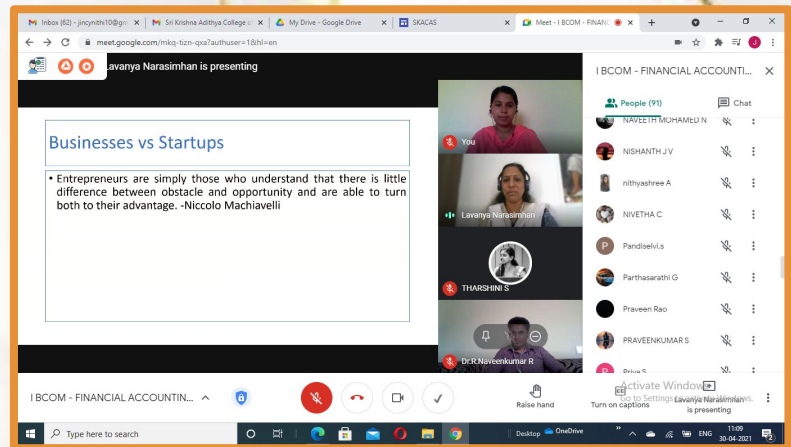 Inbox (62) - jincynithi10@gm
Sri Krishna Adithya College o
My Drive - Google Drive
SKACAS
Meet - I BCOM - FINANC
meet.google.com/mkq-tizn-qxa?authuser=1&hl=en
Lavanya Narasimhan is presenting
Businesses vs Startups
• Entrepreneurs are simply those who understand that there is little
difference between obstacle and opportunity and are able to turn
both to their advantage. -Niccolo Machiavelli
You
Lavanya Narasimhan
THARSHINI S
Dr.R.Naveenkumar R
I BCOM - FINANCIAL ACCOUNTI...
People (91)
Chat
NAVEETH MOHAMED N
NISHANTH J V
nithyashree A
NIVETHA C
P
Pandiselvi.s
Parthasarathi G
Praveen Rao
PRAVEENKUMAR S
Priya S
I BCOM - FINANCIAL ACCOUNTIN...
Raise hand
Turn on captions
Lavanya Narasimhan
is presenting
Activate Windows
Go to Settings to activate Windows.
Type here to search
Desktop
OneDrive
ENG
11:09
30-04-2021